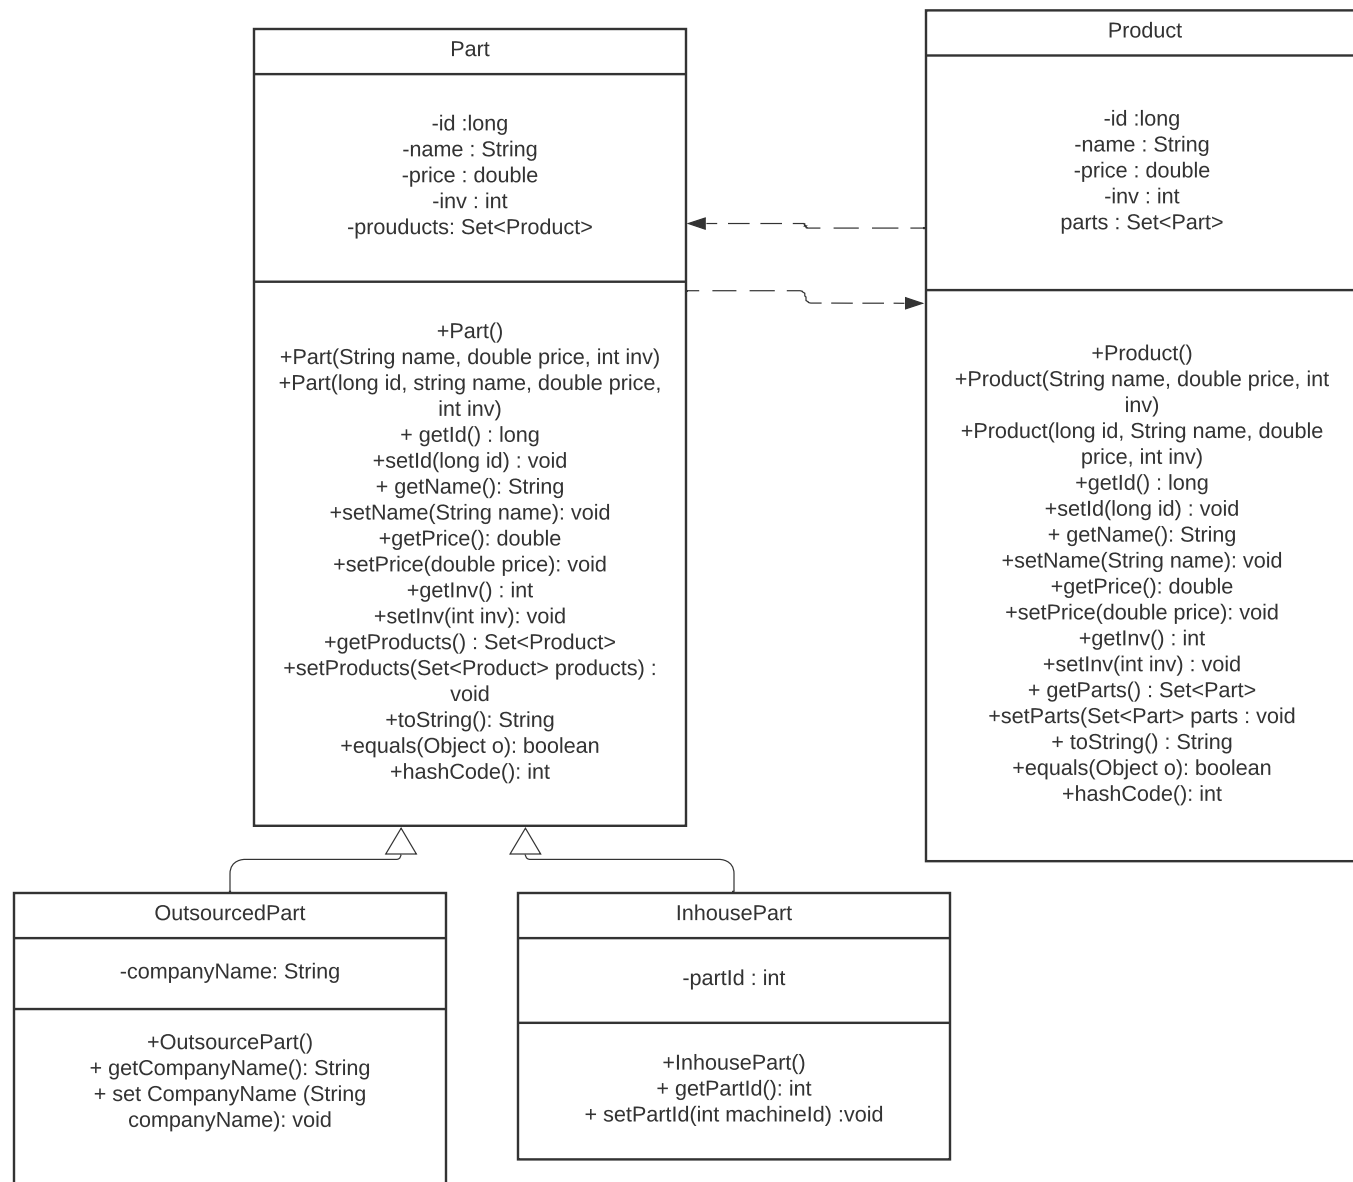 Part
-id :long
-name : String
-price : double
-inv : int
-prouducts: Set<Product>
+Part()
+Part(String name, double price, int inv)
+Part(long id, string name, double price,
int inv)
+ getId() : long
+setId(long id) : void
+ getName(): String
+setName(String name): void
+getPrice(): double
+setPrice(double price): void
+getInv() : int
+setInv(int inv): void
+getProducts() : Set<Product>
+setProducts(Set<Product> products) :
void
+toString(): String
+equals(Object o): boolean
+hashCode(): int
Product
-id :long
-name : String
-price : double
-inv : int
parts : Set<Part>
+Product()
+Product(String name, double price, int
inv)
+Product(long id, String name, double
price, int inv)
+getId() : long
+setId(long id) : void
+ getName(): String
+setName(String name): void
+getPrice(): double
+setPrice(double price): void
+getInv() : int
+setInv(int inv) : void
+ getParts() : Set<Part>
+setParts(Set<Part> parts : void
+ toString() : String
+equals(Object o): boolean
+hashCode(): int
OutsourcedPart
-companyName: String
+OutsourcePart()
+ getCompanyName(): String
+ set CompanyName (String
companyName): void
InhousePart
-partId : int
+InhousePart()
+ getPartId(): int
+ setPartId(int machineId) :void